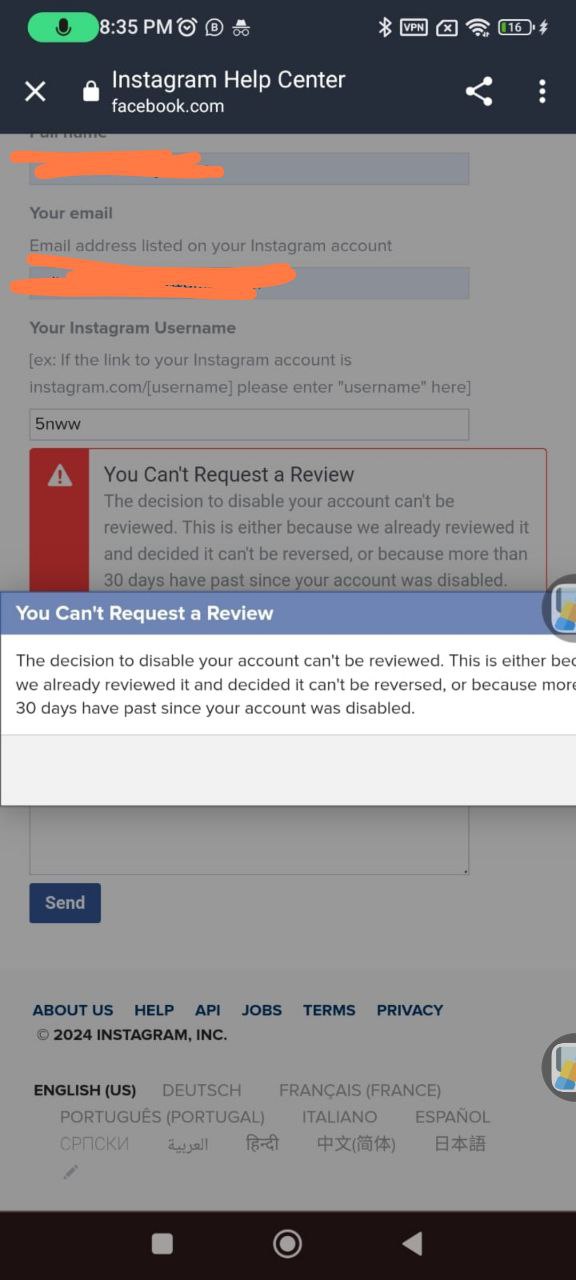 8:35 PM
B
VPN
16
Instagram Help Center
facebook.com
Full name
Your email
Email address listed on your Instagram account
Your Instagram Username
[ex: If the link to your Instagram account is
instagram.com/[username] please enter "username" here]
5nww
You Can't Request a Review
The decision to disable your account can't be
reviewed. This is either because we already reviewed it
and decided it can't be reversed, or because more than
30 days have past since your account was disabled.
You Can't Request a Review
The decision to disable your account can't be reviewed. This is either bec
we already reviewed it and decided it can't be reversed, or because more
30 days have past since your account was disabled.
Send
ABOUT US HELP API JOBS TERMS PRIVACY
© 2024 INSTAGRAM, INC.
ENGLISH (US) DEUTSCH FRANÇAIS (FRANCE)
PORTUGUÊS (PORTUGAL) ITALIANO ESPAÑOL
СРПСКИ العربية हिन्दी 中文(简体) 日本語